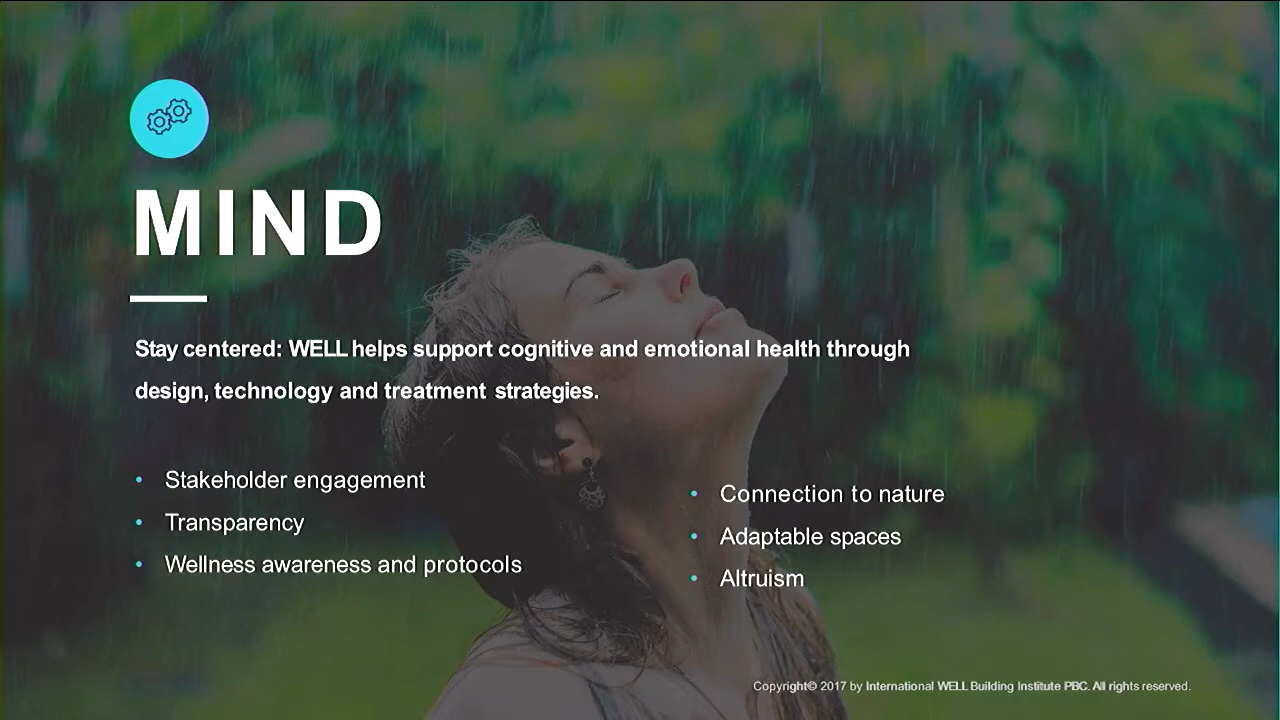 MIND
Stay centered: WELL helps support cognitive and emotional health through
design, technology and treatment strategies.
• Stakeholder engagement
• Transparency
• Wellness awareness and protocols
• Connection to nature
• Adaptable spaces
• Altruism
Copyright© 2017 by International WELL Building Institute PBC. All rights reserved.